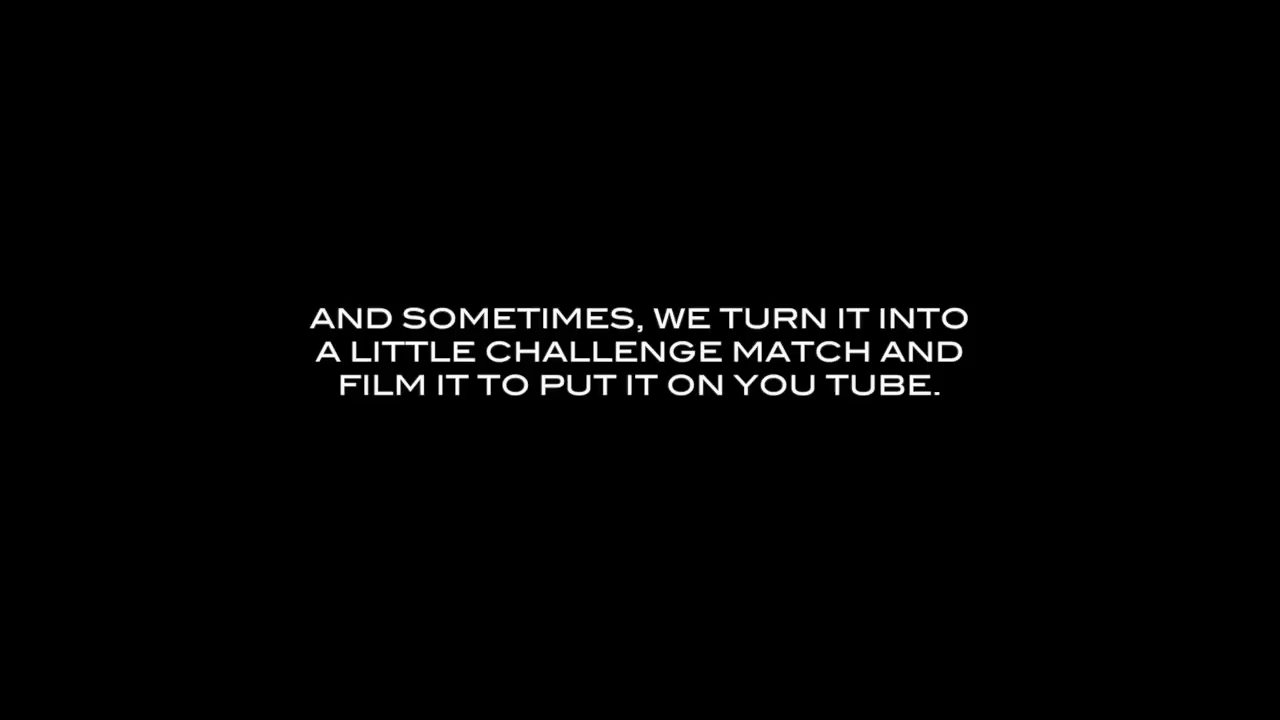 AND SOMETIMES, WE TURN IT INTO
A LITTLE CHALLENGE MATCH AND
FILM IT TO PUT IT ON YOU TUBE.